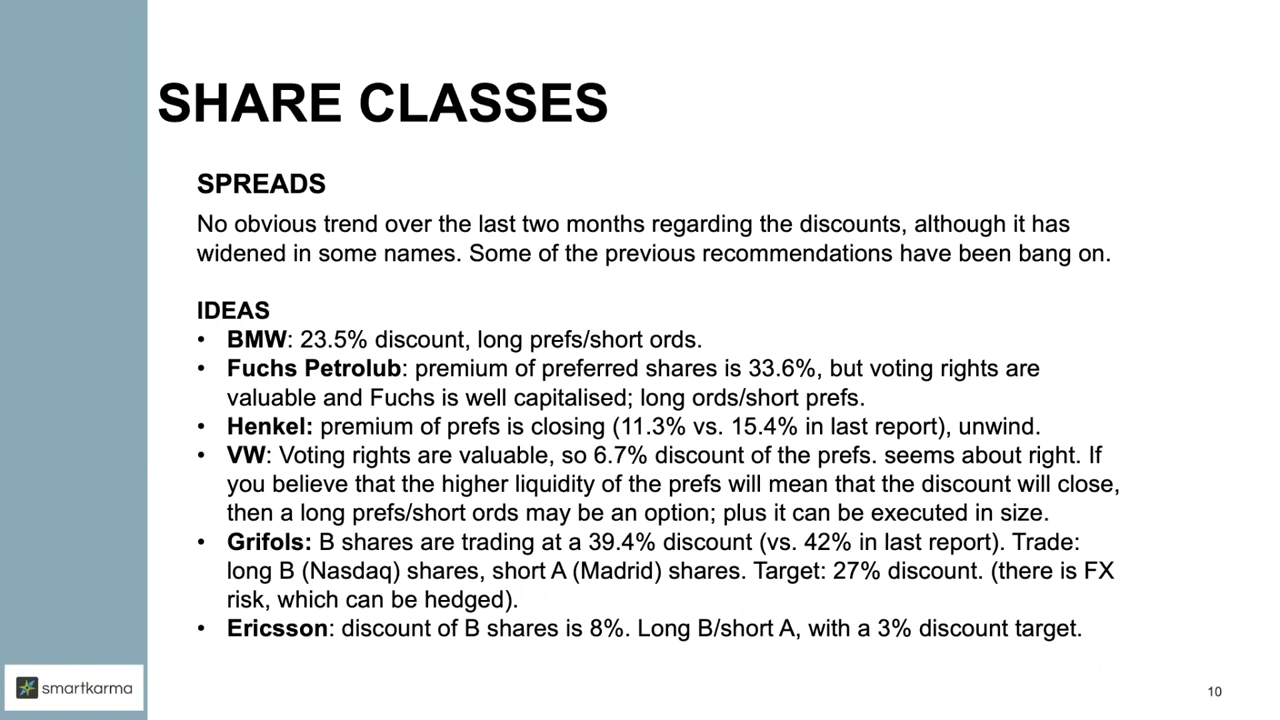 SHARE CLASSES
SPREADS
No obvious trend over the last two months regarding the discounts, although it has
widened in some names. Some of the previous recommendations have been bang on.
IDEAS
• BMW: 23.5% discount, long prefs/short ords.
• Fuchs Petrolub: premium of preferred shares is 33.6%, but voting rights are
valuable and Fuchs is well capitalised; long ords/short prefs.
• Henkel: premium of prefs is closing (11.3% vs. 15.4% in last report), unwind.
• VW: Voting rights are valuable, so 6.7% discount of the prefs. seems about right. If
you believe that the higher liquidity of the prefs will mean that the discount will close,
then a long prefs/short ords may be an option; plus it can be executed in size.
• Grifols: B shares are trading at a 39.4% discount (vs. 42% in last report). Trade:
long B (Nasdaq) shares, short A (Madrid) shares. Target: 27% discount. (there is FX
risk, which can be hedged).
• Ericsson: discount of B shares is 8%. Long B/short A, with a 3% discount target.
smartkarma
10